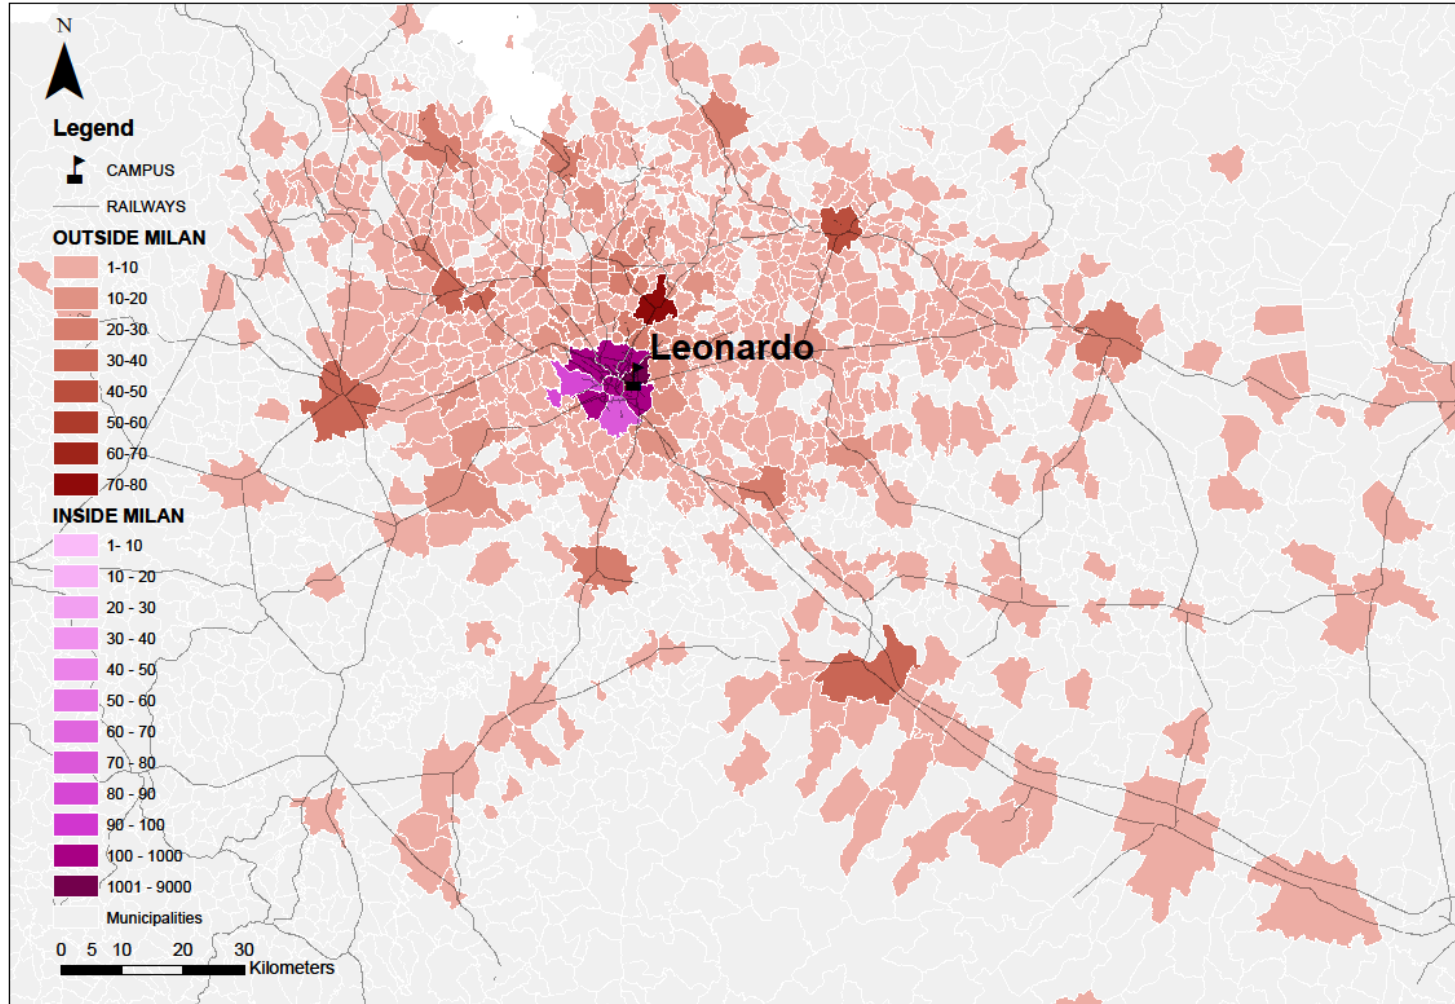 N
Legend
CAMPUS
RAILWAYS
OUTSIDE MILAN
1-10
10-20
20-30
30-40
40-50
50-60
60-70
70-80
INSIDE MILAN
1- 10
10 - 20
20 - 30
30 - 40
40 - 50
50 - 60
60 - 70
70 - 80
80 - 90
90 - 100
100 - 1000
1001 - 9000
Municipalities
0 5 10 20 30
Kilometers
Leonardo